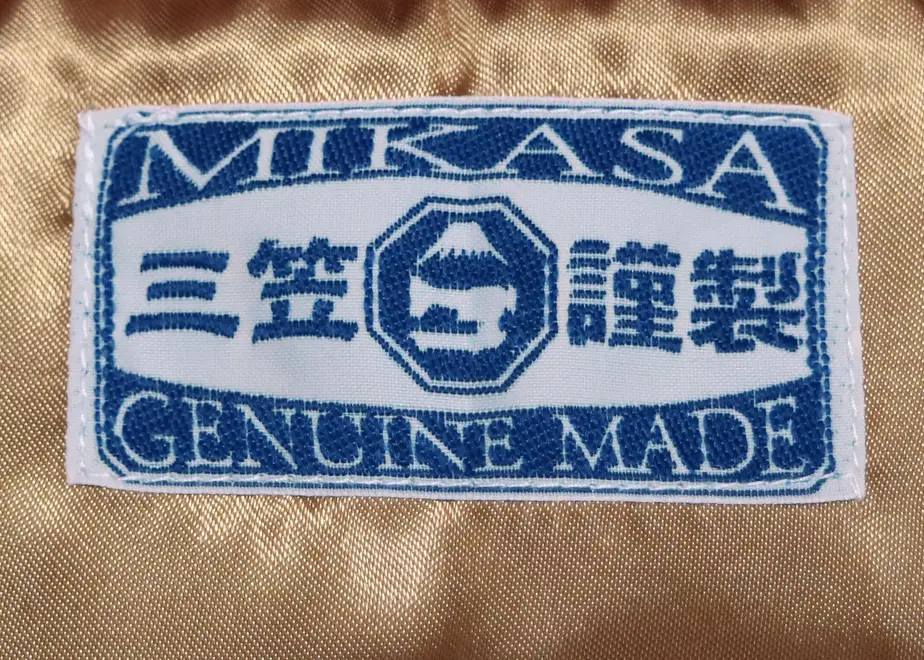 MIKASA
三笠 謹製
GENUINE MADE